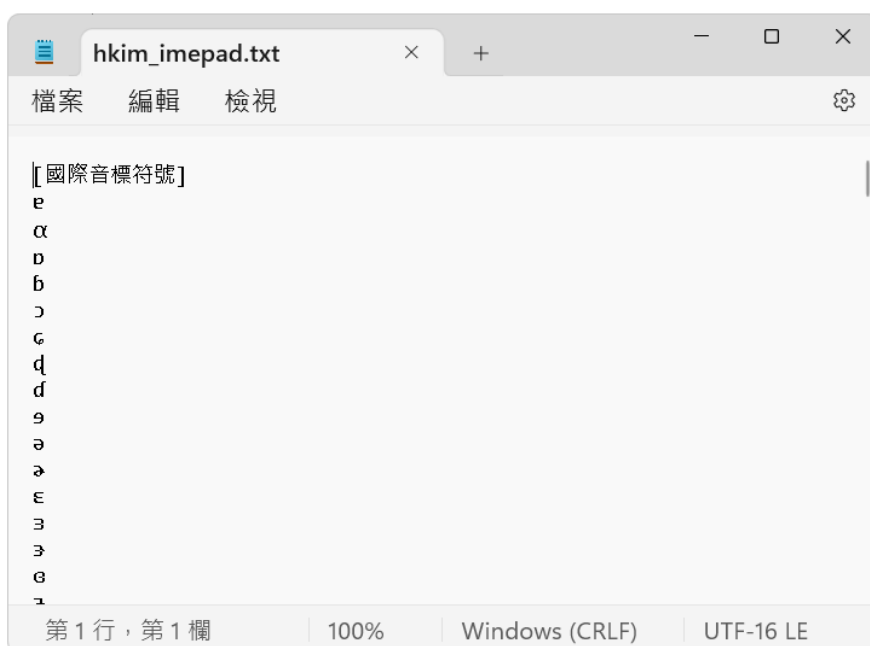 hkim_imepad.txt
檔案 編輯 檢視
[國際音標符號]
ɐ
ɑ
ɒ
ɓ
ɔ
ɕ
ɖ
ɗ
ɘ
ə
ɚ
ɛ
ɜ
ɝ
ɞ
第 1 行，第 1 欄 100% Windows (CRLF) UTF-16 LE